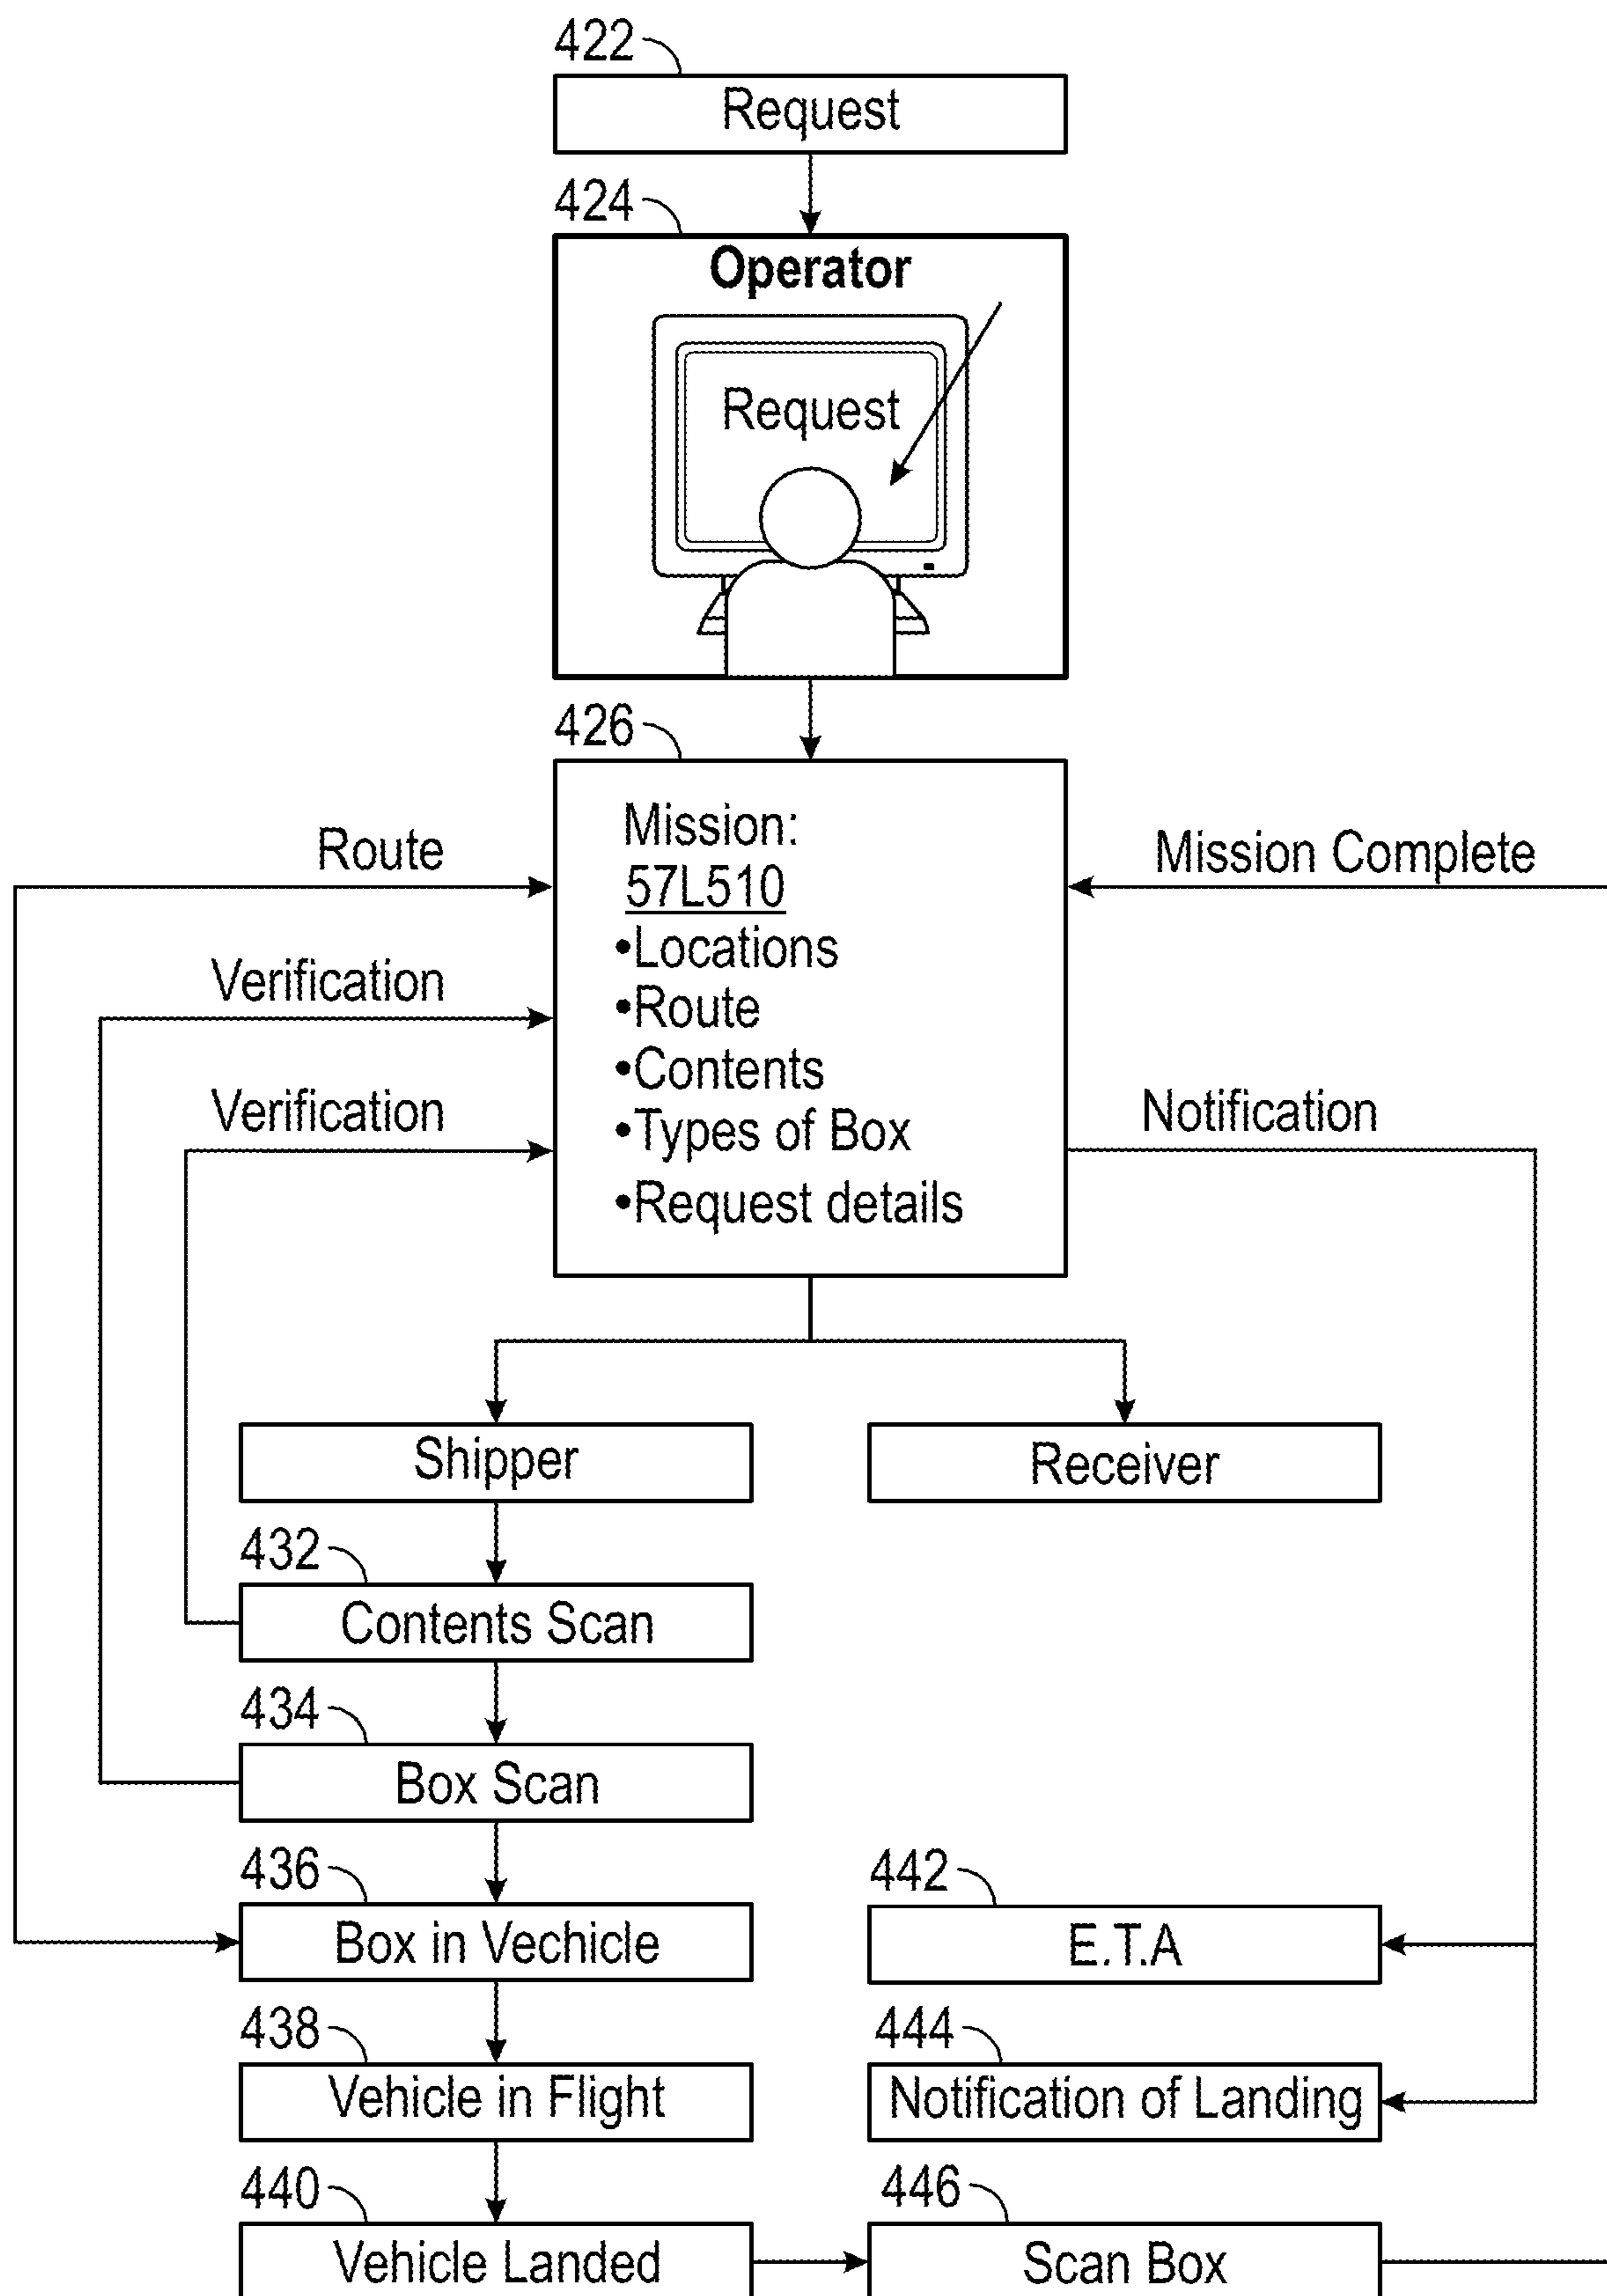 422
Request
424
Operator
Request
426
Mission:
57L510
•Locations
•Route
•Contents
•Types of Box
•Request details
Route
Verification
Verification
Mission Complete
Notification
Shipper
Receiver
432
Contents Scan
434
Box Scan
436
Box in Vechicle
442
E.T.A
438
Vehicle in Flight
444
Notification of Landing
440
Vehicle Landed
446
Scan Box